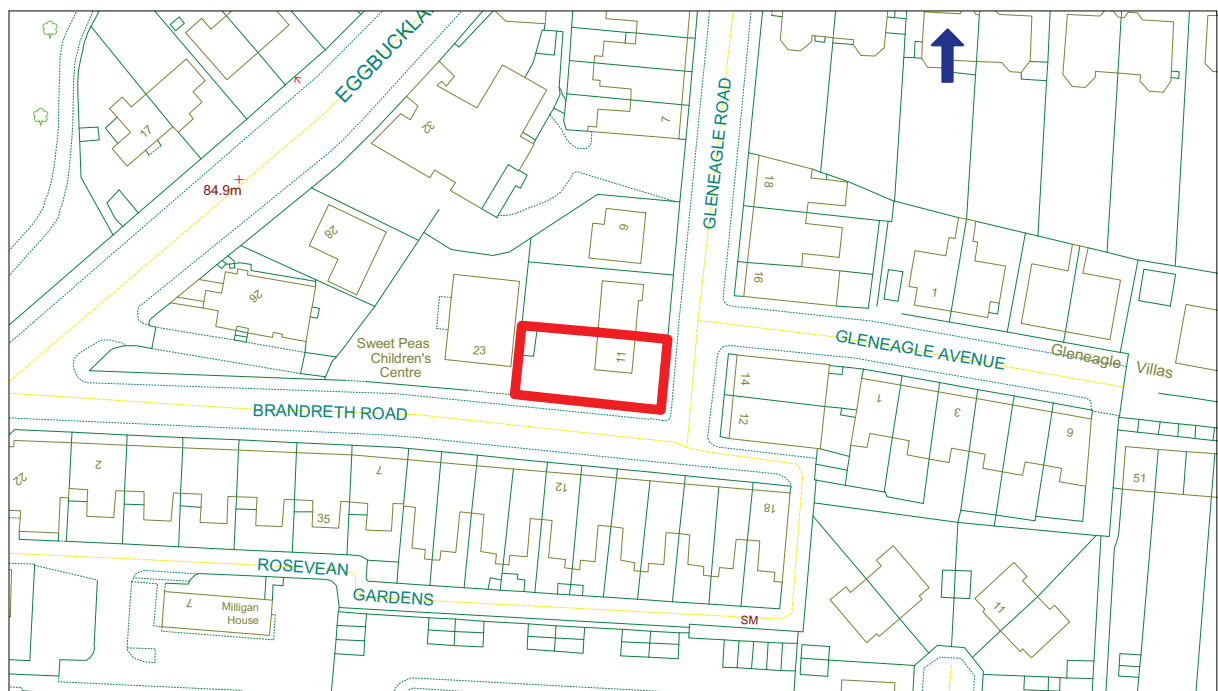 EGGBUCKLA
17
32
7
GLENEAGLE ROAD
84.9m
18
28
9
16
1
26
Sweet Peas
Children's
Centre
23
11
GLENEAGLE AVENUE
Gleneagle Villas
BRANDRETH ROAD
14
12
1
3
9
22
2
7
12
18
35
51
ROSEVEAN
GARDENS
7
Milligan
House
SM
11